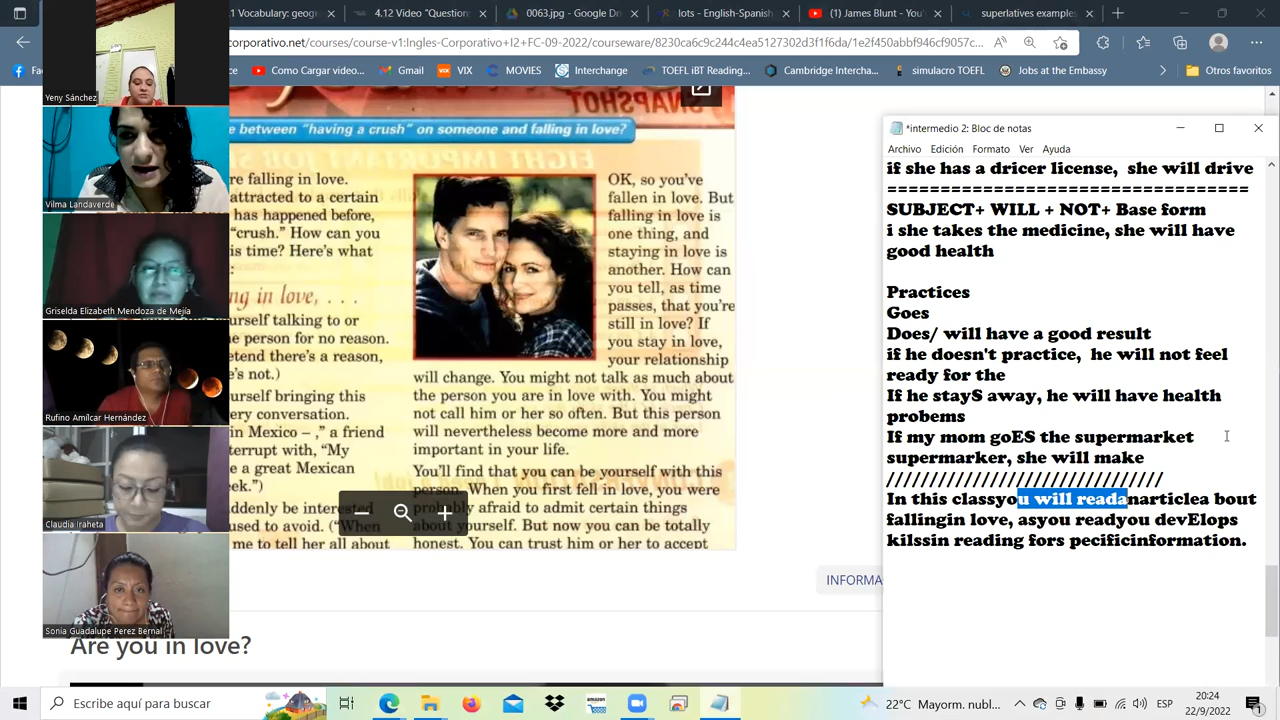 1 Vocabulary: geogr
4.12 Video "Question
0063.jpg - Google Dr
lots - English-Spanish
(1) James Blunt - You'r
superlatives examples
corporativo.net/courses/course-v1:Ingles-Corporativo+I2+FC-09-2022/courseware/8230ca6c9c244c4ea5127302d3f1f6da/1e2f450abbf946cf9057c...
Como Cargar video...
Gmail
VIX
MOVIES
Interchange
TOEFL iBT Reading...
Cambridge Intercha...
simulacro TOEFL
Jobs at the Embassy
Otros favoritos
Yeny Sánchez
Vilma Landaverde
Griselda Elizabeth Mendoza de Mejía
Rufino Amílcar Hernández
Claudia Iraheta
Sonia Guadalupe Perez Bernal
SNAPSHOT
e between "having a crush" on someone and falling in love?
re falling in love.
attracted to a certain
has happened before,
"crush." How can you
is time? Here's what
ng in love, . . .
urself talking to or
e person for no reason.
etend there's a reason,
e's not.)
urself bringing this
ery conversation.
in Mexico – ," a friend
terrupt with, "My
e a great Mexican
ek.")
ddenly be interested
used to avoid. ("When
me to tell her all about
OK, so you've
fallen in love. But
falling in love is
one thing, and
staying in love is
another. How can
you tell, as time
passes, that you're
still in love? If
you stay in love,
your relationship
will change. You might not talk as much about
the person you are in love with. You might
not call him or her so often. But this person
will nevertheless become more and more
important in your life.
You'll find that you can be yourself with this
person. When you first fell in love, you were
probably afraid to admit certain things
about yourself. But now you can be totally
honest. You can trust him or her to accept
INFORMA
Are you in love?
*intermedio 2: Bloc de notas
Archivo Edición Formato Ver Ayuda
if she has a dricer license, she will drive
=================================
SUBJECT+ WILL + NOT+ Base form
i she takes the medicine, she will have
good health
Practices
Goes
Does/ will have a good result
if he doesn't practice, he will not feel
ready for the
If he stayS away, he will have health
probems
If my mom goES the supermarket
supermarker, she will make
///////////////////////////////
In this classyou will readanarticlea bout
fallingin love, asyou readyou devElops
kilssin reading fors pecificinformation.
Escribe aquí para buscar
22°C Mayorm. nubl...
ESP
20:24
22/9/2022